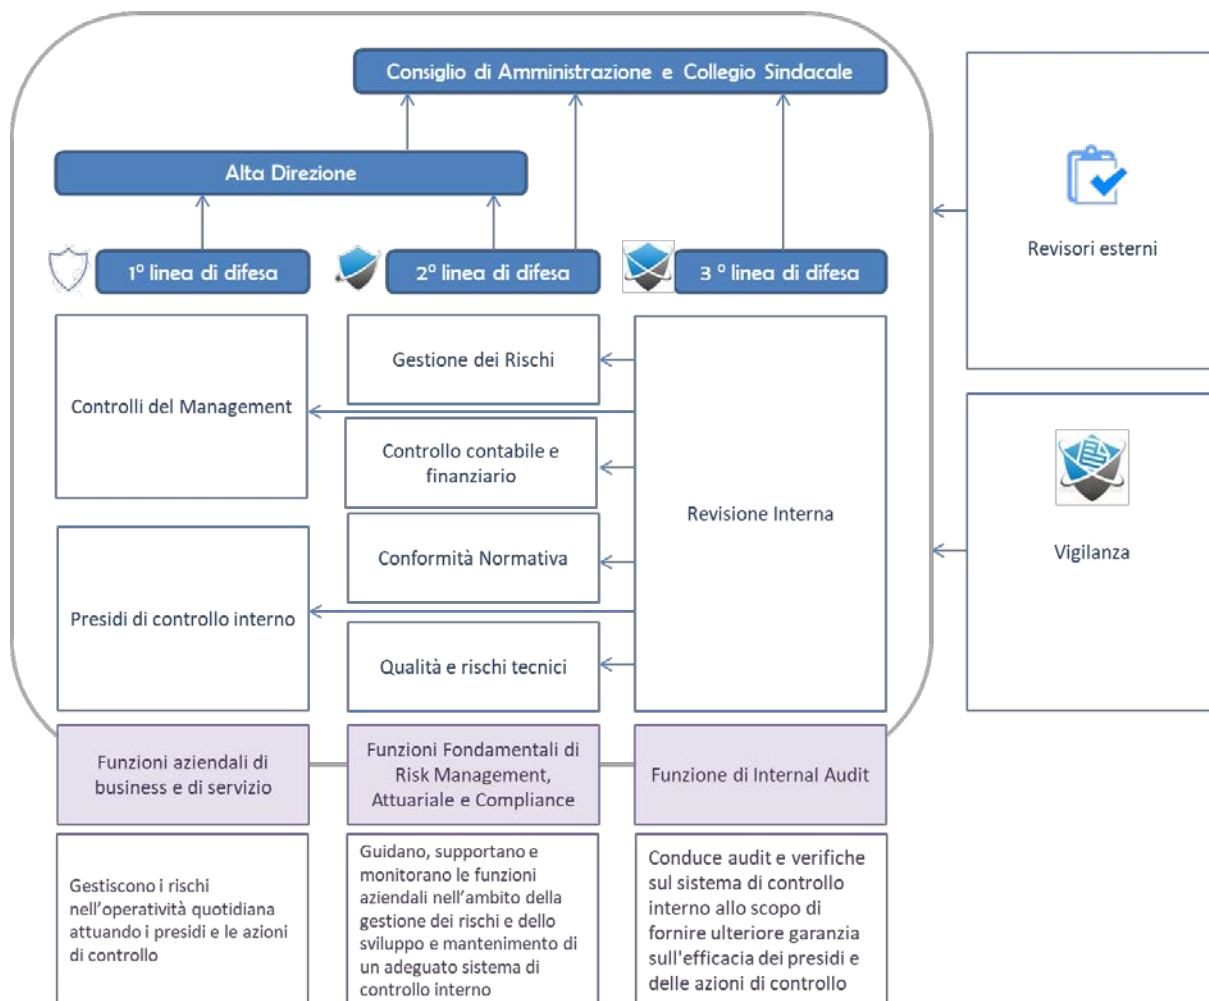 Consiglio di Amministrazione e Collegio Sindacale
Alta Direzione
1° linea di difesa
2° linea di difesa
3 ° linea di difesa
Controlli del Management
Presidi di controllo interno
Gestione dei Rischi
Controllo contabile e
finanziario
Conformità Normativa
Qualità e rischi tecnici
Revisione Interna
Revisori esterni
Vigilanza
Funzioni aziendali di
business e di servizio
Funzioni Fondamentali di
Risk Management,
Attuariale e Compliance
Funzione di Internal Audit
Gestiscono i rischi
nell'operatività quotidiana
attuando i presidi e le azioni
di controllo
Guidano, supportano e
monitorano le funzioni
aziendali nell'ambito della
gestione dei rischi e dello
sviluppo e mantenimento di
un adeguato sistema di
controllo interno
Conduce audit e verifiche
sul sistema di controllo
interno allo scopo di
fornire ulteriore garanzia
sull'efficacia dei presidi e
delle azioni di controllo